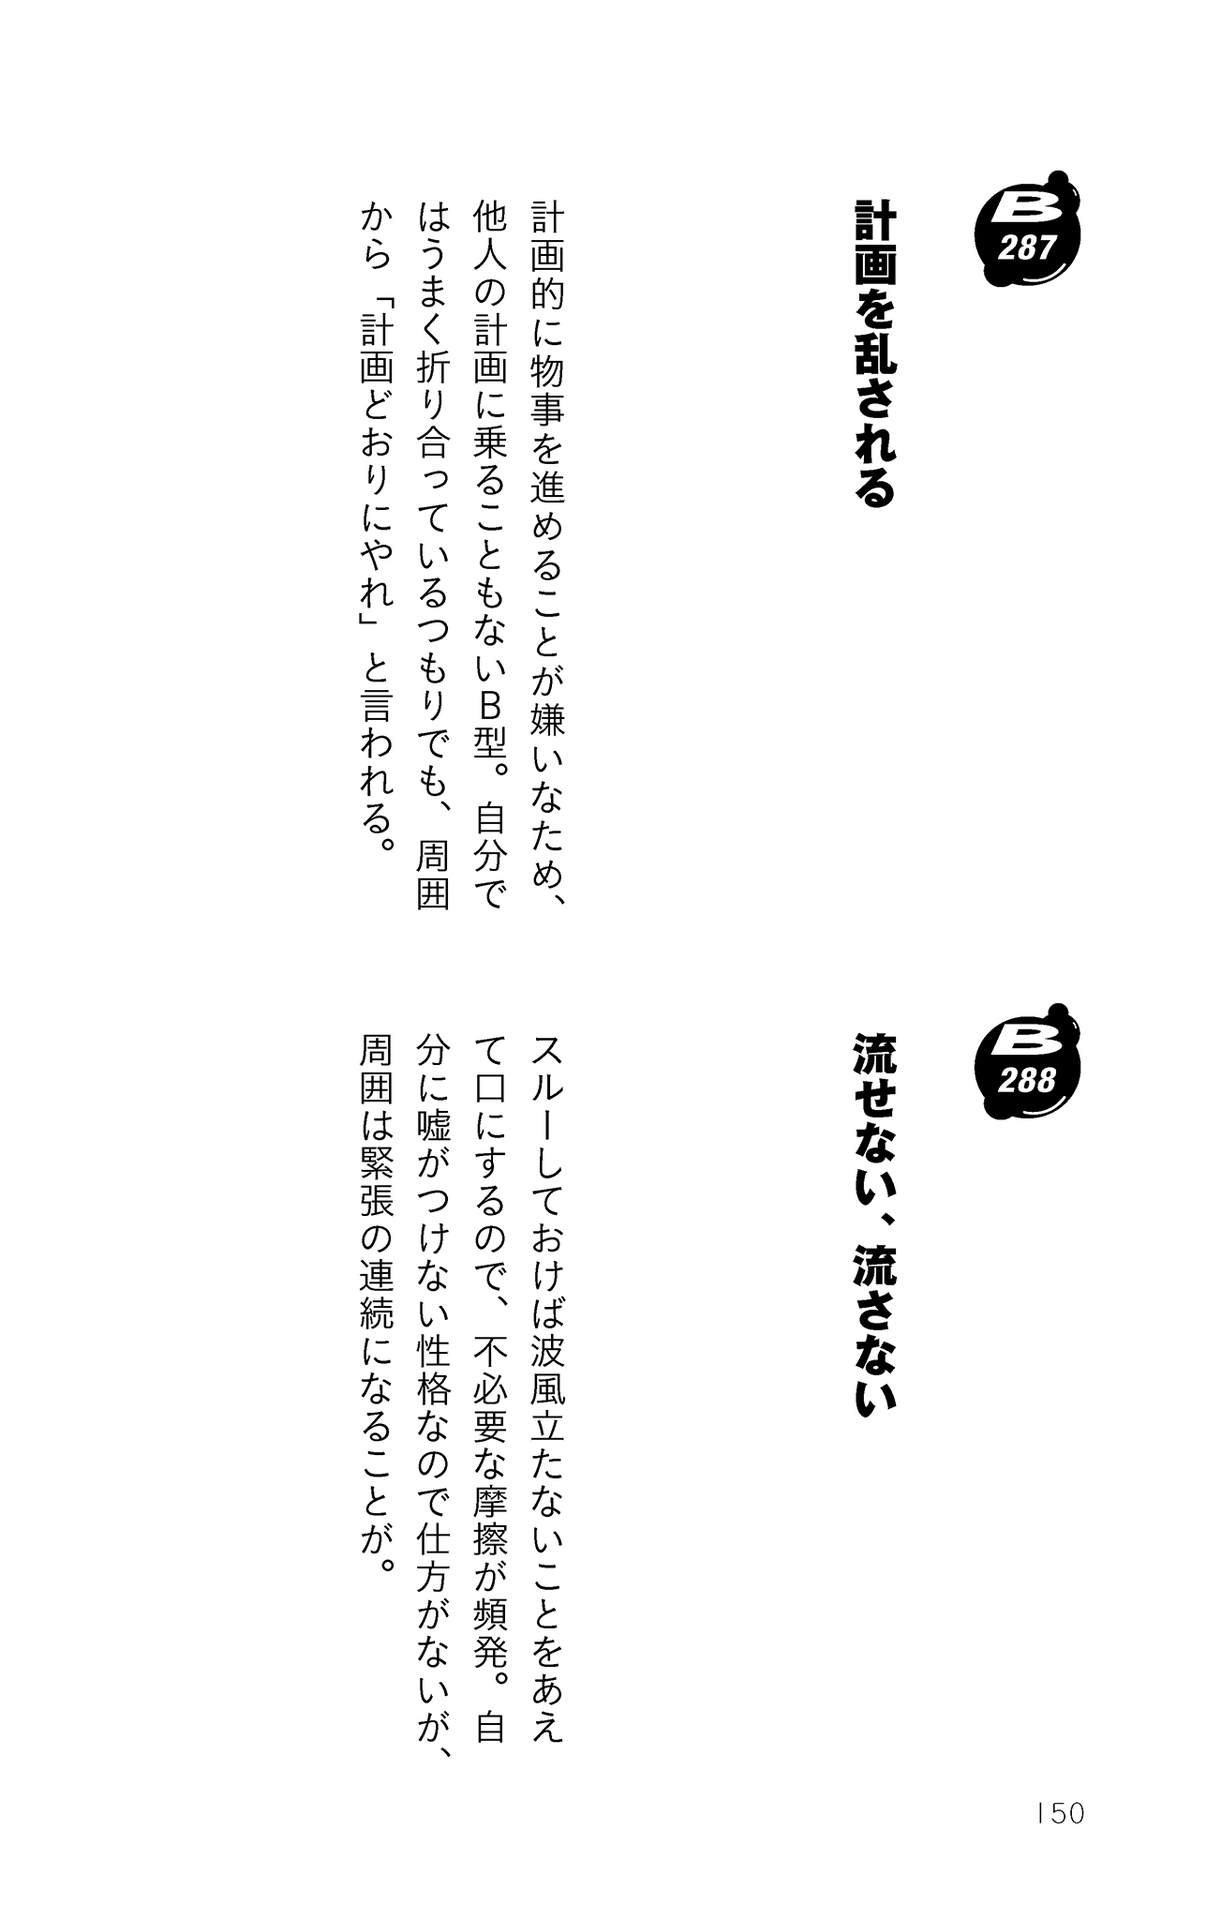 B
287
計画を乱される
計画的に物事を進めることが嫌いなため、
他人の計画に乗ることもないB型。自分で
はうまく折り合っているつもりでも、周囲
から「計画どおりにやれ」と言われる。
B
288
流せない、流さない
スルーしておけば波風立たないことをあえ
て口にするので、不必要な摩擦が頻発。自
分に嘘がつけない性格なので仕方がないが、
周囲は緊張の連続になることが。
150